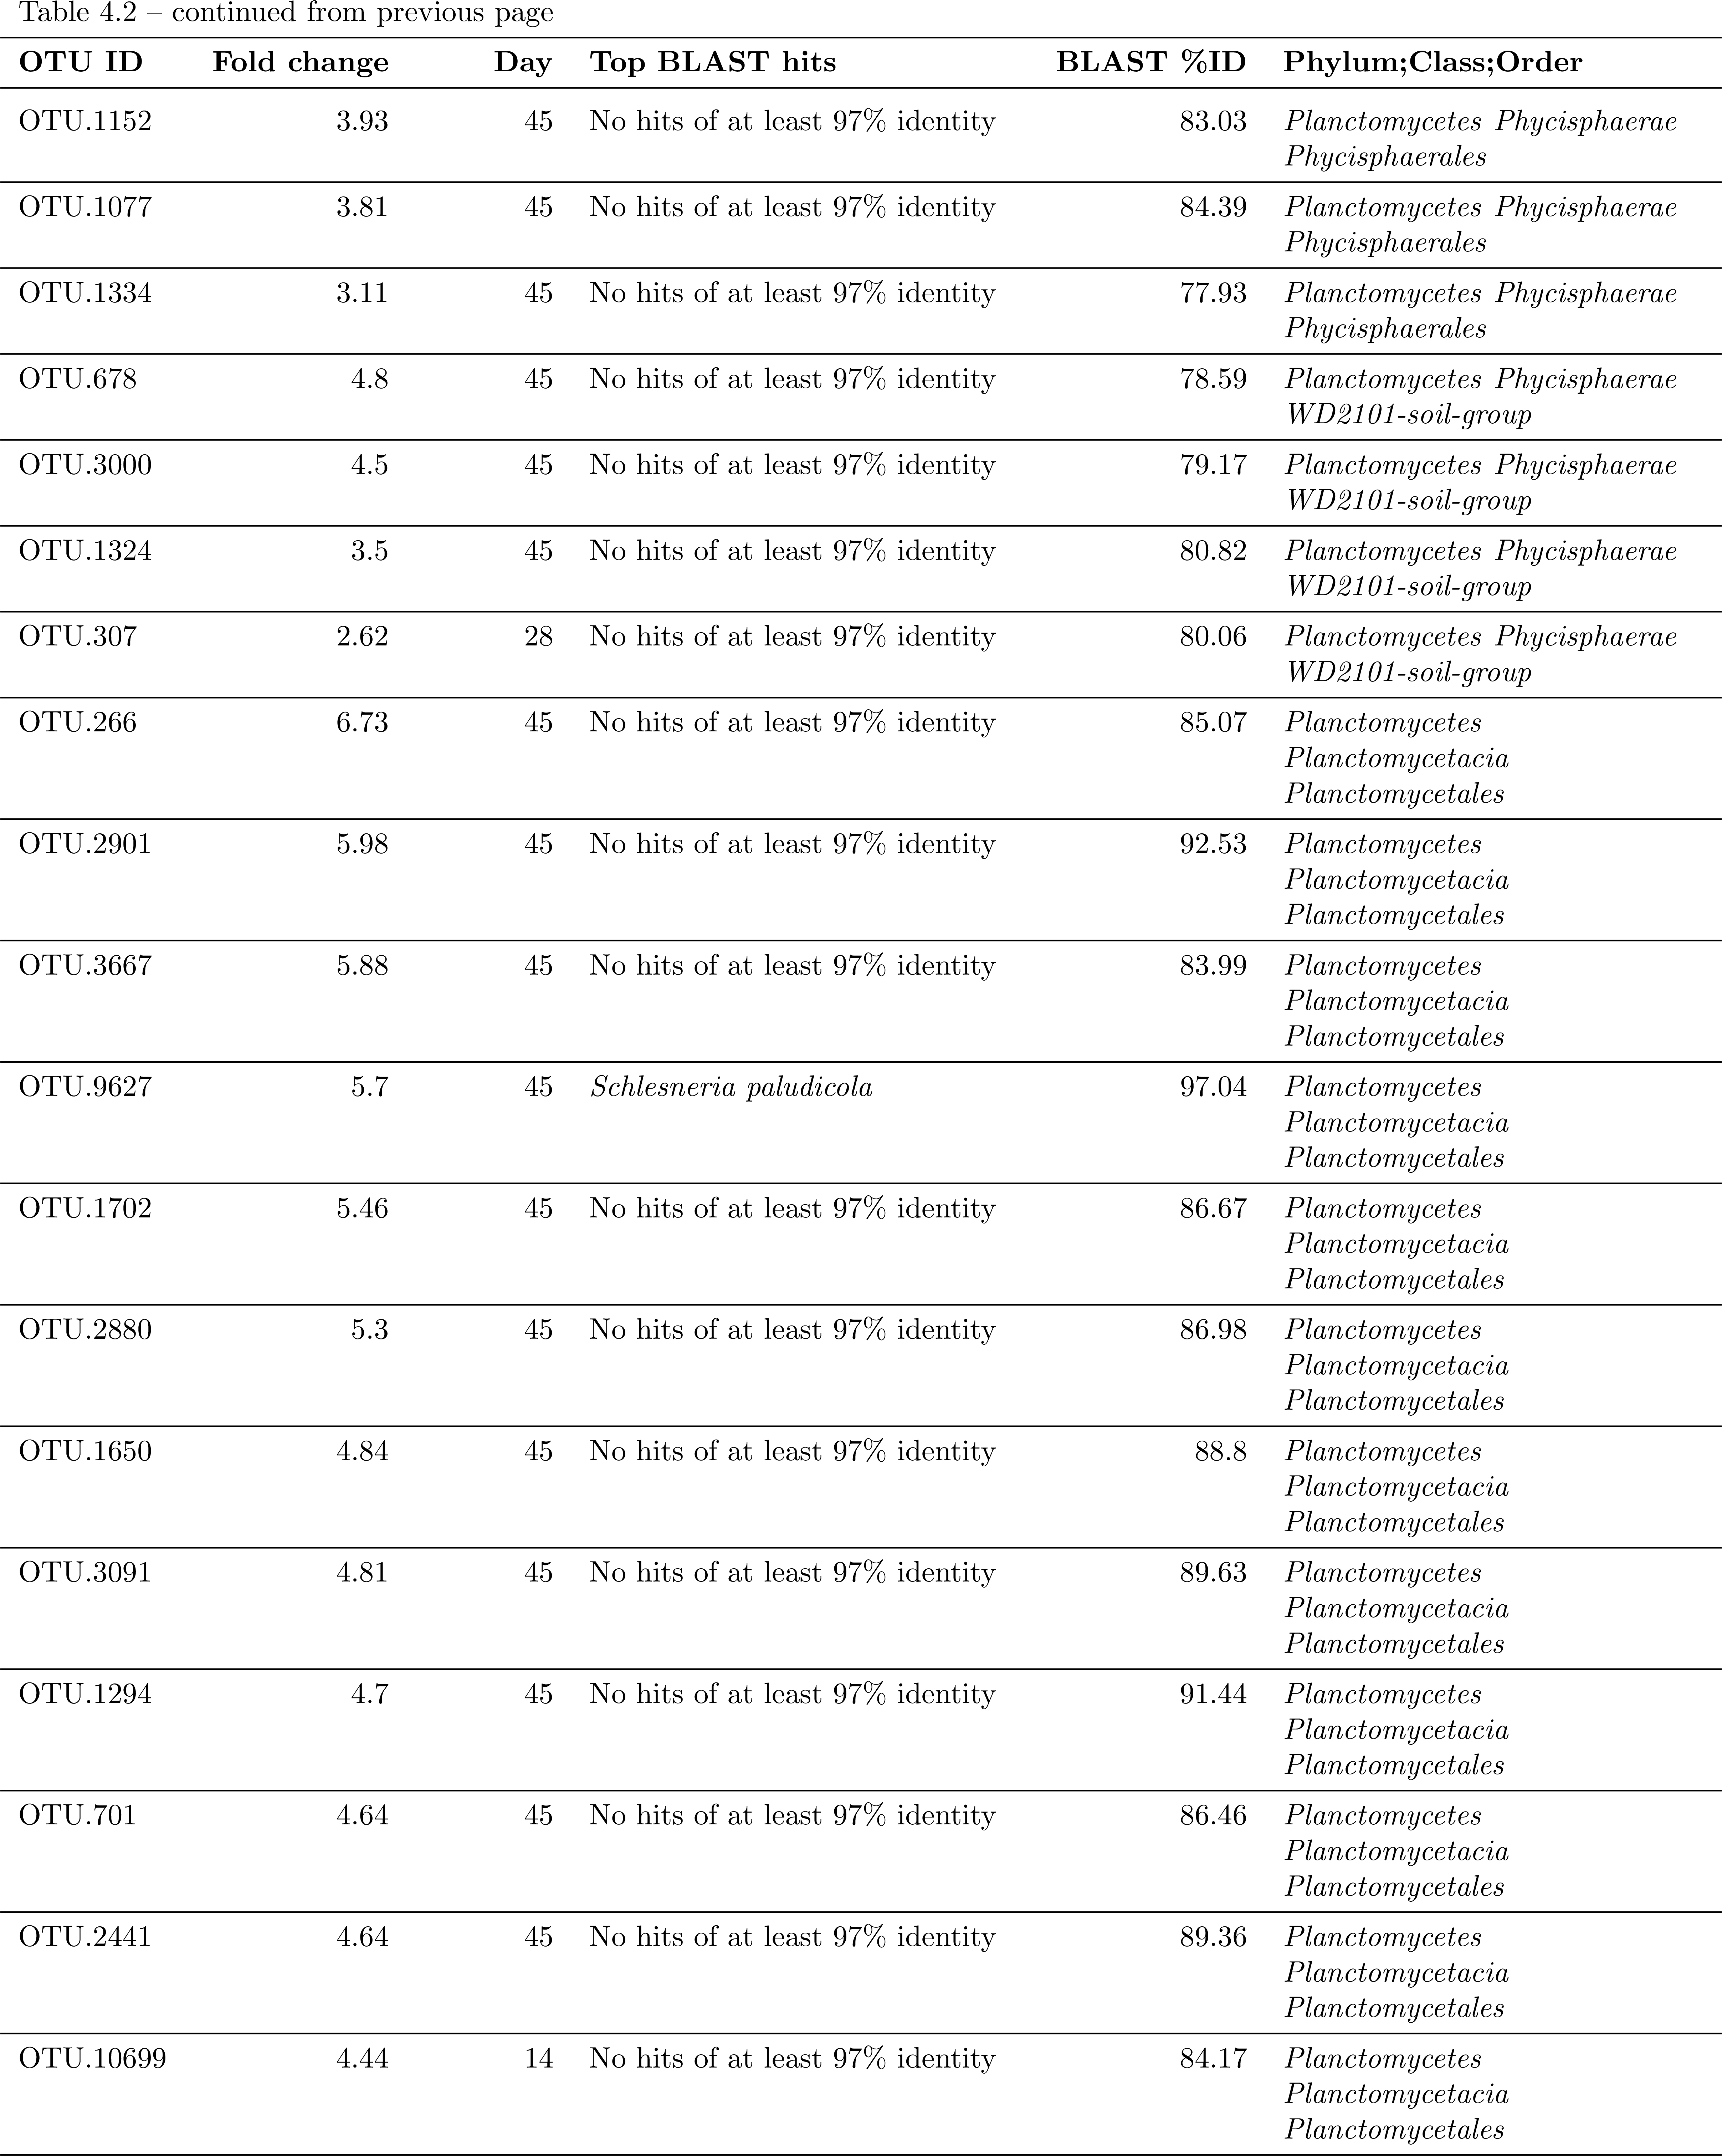 Table 4.2 – continued from previous page
OTU ID Fold change Day Top BLAST hits BLAST %ID Phylum;Class;Order
OTU.1152 3.93 45 No hits of at least 97% identity 83.03 Planctomycetes Phycisphaerae
Phycisphaerales
OTU.1077 3.81 45 No hits of at least 97% identity 84.39 Planctomycetes Phycisphaerae
Phycisphaerales
OTU.1334 3.11 45 No hits of at least 97% identity 77.93 Planctomycetes Phycisphaerae
Phycisphaerales
OTU.678 4.8 45 No hits of at least 97% identity 78.59 Planctomycetes Phycisphaerae
WD2101-soil-group
OTU.3000 4.5 45 No hits of at least 97% identity 79.17 Planctomycetes Phycisphaerae
WD2101-soil-group
OTU.1324 3.5 45 No hits of at least 97% identity 80.82 Planctomycetes Phycisphaerae
WD2101-soil-group
OTU.307 2.62 28 No hits of at least 97% identity 80.06 Planctomycetes Phycisphaerae
WD2101-soil-group
OTU.266 6.73 45 No hits of at least 97% identity 85.07 Planctomycetes
Planctomycetacia
Planctomycetales
OTU.2901 5.98 45 No hits of at least 97% identity 92.53 Planctomycetes
Planctomycetacia
Planctomycetales
OTU.3667 5.88 45 No hits of at least 97% identity 83.99 Planctomycetes
Planctomycetacia
Planctomycetales
OTU.9627 5.7 45 Schlesneria paludicola 97.04 Planctomycetes
Planctomycetacia
Planctomycetales
OTU.1702 5.46 45 No hits of at least 97% identity 86.67 Planctomycetes
Planctomycetacia
Planctomycetales
OTU.2880 5.3 45 No hits of at least 97% identity 86.98 Planctomycetes
Planctomycetacia
Planctomycetales
OTU.1650 4.84 45 No hits of at least 97% identity 88.8 Planctomycetes
Planctomycetacia
Planctomycetales
OTU.3091 4.81 45 No hits of at least 97% identity 89.63 Planctomycetes
Planctomycetacia
Planctomycetales
OTU.1294 4.7 45 No hits of at least 97% identity 91.44 Planctomycetes
Planctomycetacia
Planctomycetales
OTU.701 4.64 45 No hits of at least 97% identity 86.46 Planctomycetes
Planctomycetacia
Planctomycetales
OTU.2441 4.64 45 No hits of at least 97% identity 89.36 Planctomycetes
Planctomycetacia
Planctomycetales
OTU.10699 4.44 14 No hits of at least 97% identity 84.17 Planctomycetes
Planctomycetacia
Planctomycetales